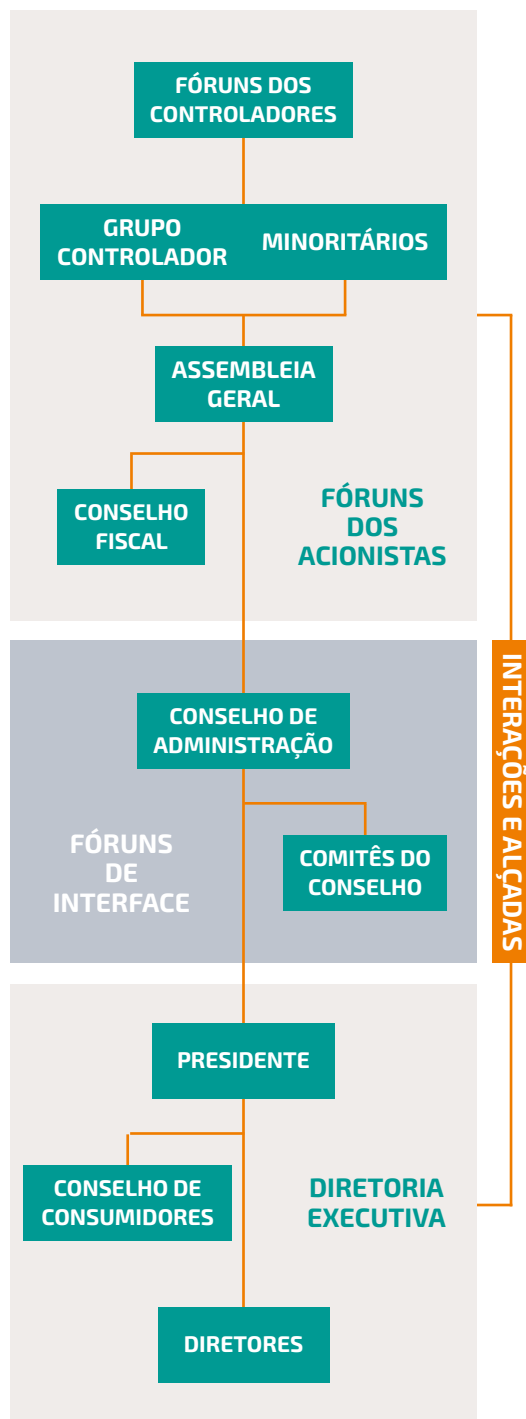 FÓRUNS DOS
CONTROLADORES
GRUPO
CONTROLADOR
MINORITÁRIOS
ASSEMBLEIA
GERAL
CONSELHO
FISCAL
FÓRUNS
DOS
ACIONISTAS
INTERAÇÕES E ALÇADAS
CONSELHO DE
ADMINISTRAÇÃO
FÓRUNS
DE
INTERFACE
COMITÊS DO
CONSELHO
PRESIDENTE
CONSELHO DE
CONSUMIDORES
DIRETORIA
EXECUTIVA
DIRETORES